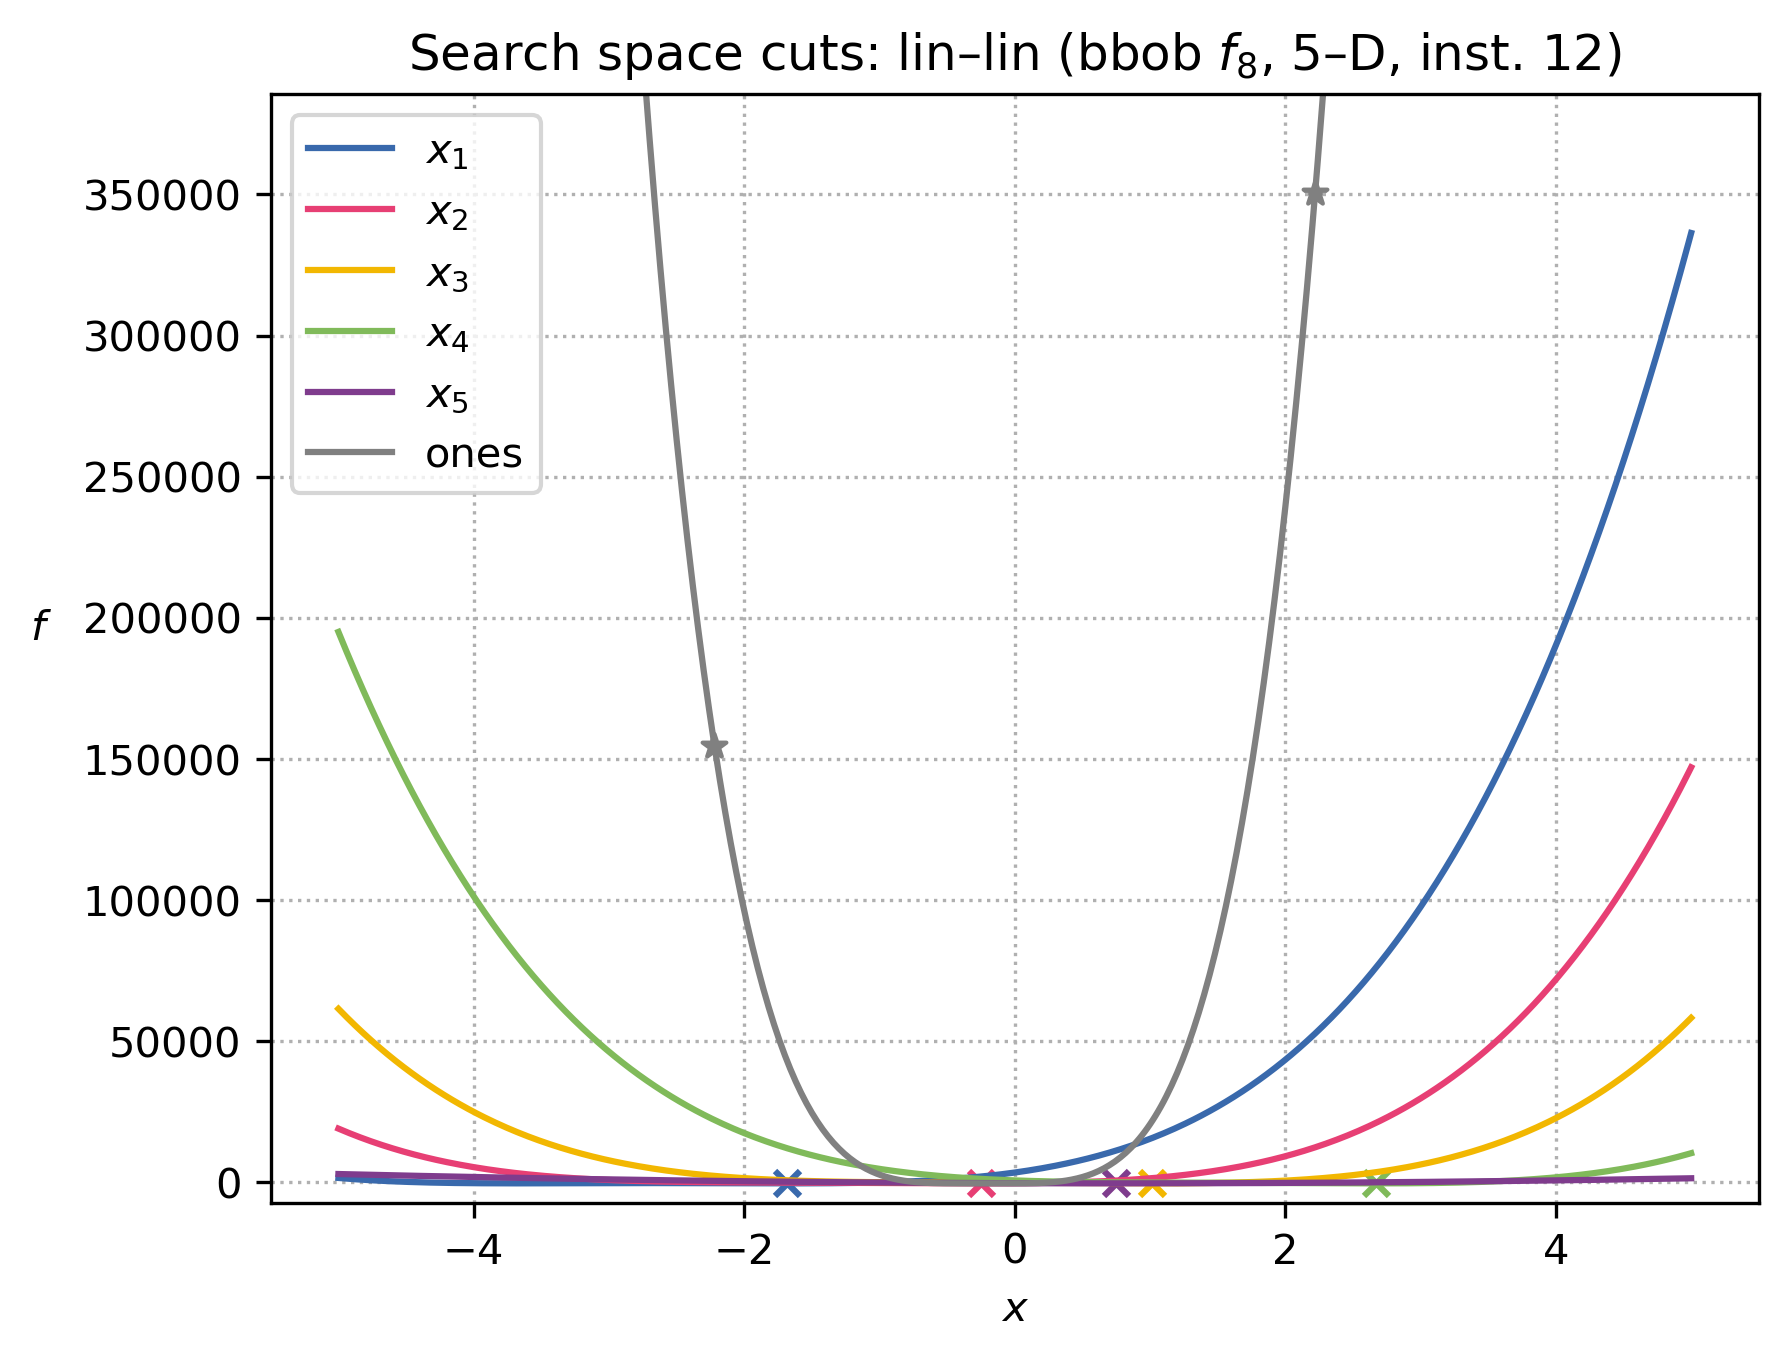 Search space cuts: lin–lin (bbob f₈, 5–D, inst. 12)
x₁
x₂
x₃
x₄
x₅
ones
350000
300000
250000
200000
150000
100000
50000
0
f
−4
−2
0
2
4
x